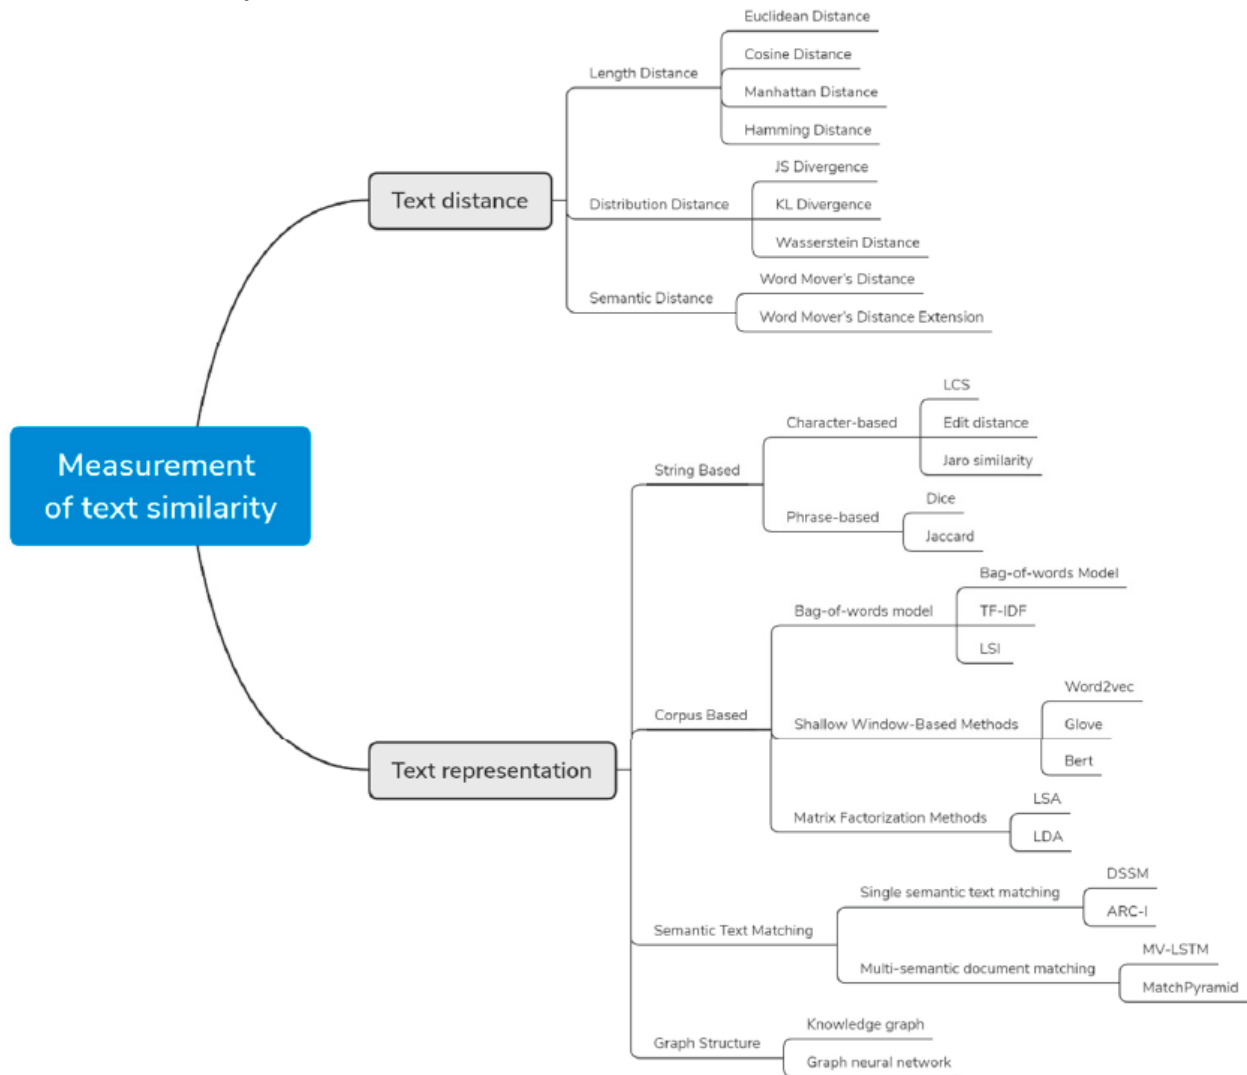 Measurement
of text similarity
Text distance
Length Distance
Euclidean Distance
Cosine Distance
Manhattan Distance
Hamming Distance
Distribution Distance
JS Divergence
KL Divergence
Wasserstein Distance
Semantic Distance
Word Mover's Distance
Word Mover's Distance Extension
Text representation
String Based
Character-based
LCS
Edit distance
Jaro similarity
Phrase-based
Dice
Jaccard
Corpus Based
Bag-of-words model
Bag-of-words Model
TF-IDF
LSI
Shallow Window-Based Methods
Word2vec
Glove
Bert
Matrix Factorization Methods
LSA
LDA
Semantic Text Matching
Single semantic text matching
DSSM
ARC-I
Multi-semantic document matching
MV-LSTM
MatchPyramid
Graph Structure
Knowledge graph
Graph neural network